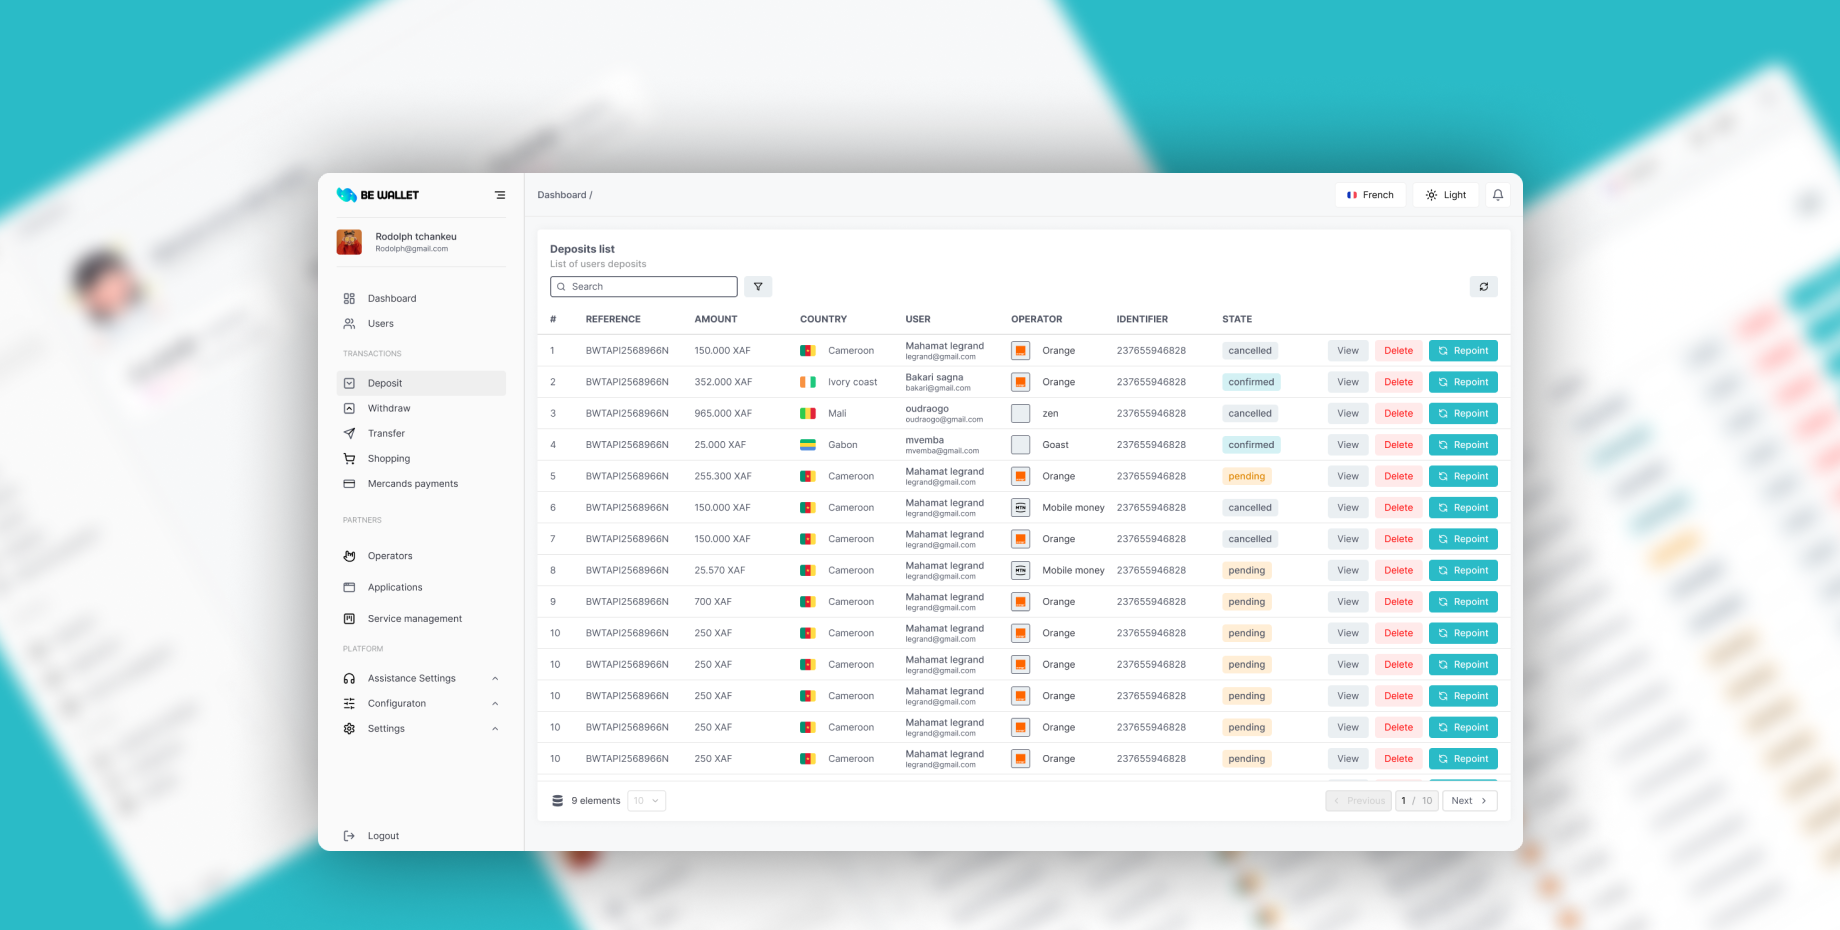 BE WALLET
Dashboard /
French
Light
Rodolph tchankeu
Rodolph@gmail.com
Dashboard
Users
TRANSACTIONS
Deposit
Withdraw
Transfer
Shopping
Mercands payments
PARTNERS
Operators
Applications
Service management
PLATFORM
Assistance Settings
Configuraton
Settings
Logout
Deposits list
List of users deposits
Search
# REFERENCE AMOUNT COUNTRY USER OPERATOR IDENTIFIER STATE
1 BWTAPI2568966N 150.000 XAF Cameroon Mahamat legrand legrand@gmail.com Orange 237655946828 cancelled View Delete Repoint
2 BWTAPI2568966N 352.000 XAF Ivory coast Bakari sagna bakari@gmail.com Orange 237655946828 confirmed View Delete Repoint
3 BWTAPI2568966N 965.000 XAF Mali oudraogo oudraogo@gmail.com zen 237655946828 cancelled View Delete Repoint
4 BWTAPI2568966N 25.000 XAF Gabon mvemba mvemba@gmail.com Goast 237655946828 confirmed View Delete Repoint
5 BWTAPI2568966N 255.300 XAF Cameroon Mahamat legrand legrand@gmail.com Orange 237655946828 pending View Delete Repoint
6 BWTAPI2568966N 150.000 XAF Cameroon Mahamat legrand legrand@gmail.com MTN Mobile money 237655946828 cancelled View Delete Repoint
7 BWTAPI2568966N 150.000 XAF Cameroon Mahamat legrand legrand@gmail.com Orange 237655946828 cancelled View Delete Repoint
8 BWTAPI2568966N 25.570 XAF Cameroon Mahamat legrand legrand@gmail.com MTN Mobile money 237655946828 pending View Delete Repoint
9 BWTAPI2568966N 700 XAF Cameroon Mahamat legrand legrand@gmail.com Orange 237655946828 pending View Delete Repoint
10 BWTAPI2568966N 250 XAF Cameroon Mahamat legrand legrand@gmail.com Orange 237655946828 pending View Delete Repoint
10 BWTAPI2568966N 250 XAF Cameroon Mahamat legrand legrand@gmail.com Orange 237655946828 pending View Delete Repoint
10 BWTAPI2568966N 250 XAF Cameroon Mahamat legrand legrand@gmail.com Orange 237655946828 pending View Delete Repoint
10 BWTAPI2568966N 250 XAF Cameroon Mahamat legrand legrand@gmail.com Orange 237655946828 pending View Delete Repoint
10 BWTAPI2568966N 250 XAF Cameroon Mahamat legrand legrand@gmail.com Orange 237655946828 pending View Delete Repoint
9 elements 10 Previous 1 / 10 Next